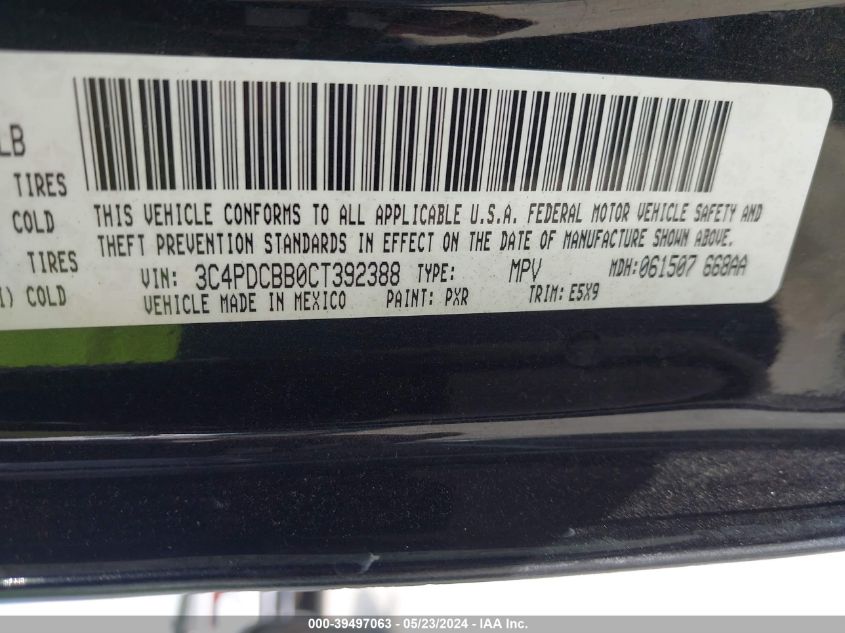 LB
TIRES
COLD
TIRES
) COLD
THIS VEHICLE CONFORMS TO ALL APPLICABLE U.S.A. FEDERAL MOTOR VEHICLE SAFETY AND
THEFT PREVENTION STANDARDS IN EFFECT ON THE DATE OF MANUFACTURE SHOWN ABOVE.
VIN: 3C4PDCBB0CT392388 TYPE: MPV MDH:061507 668AA
VEHICLE MADE IN MEXICO PAINT: PXR TRIM: E5X9
000-39497063 - 05/23/2024 - IAA Inc.